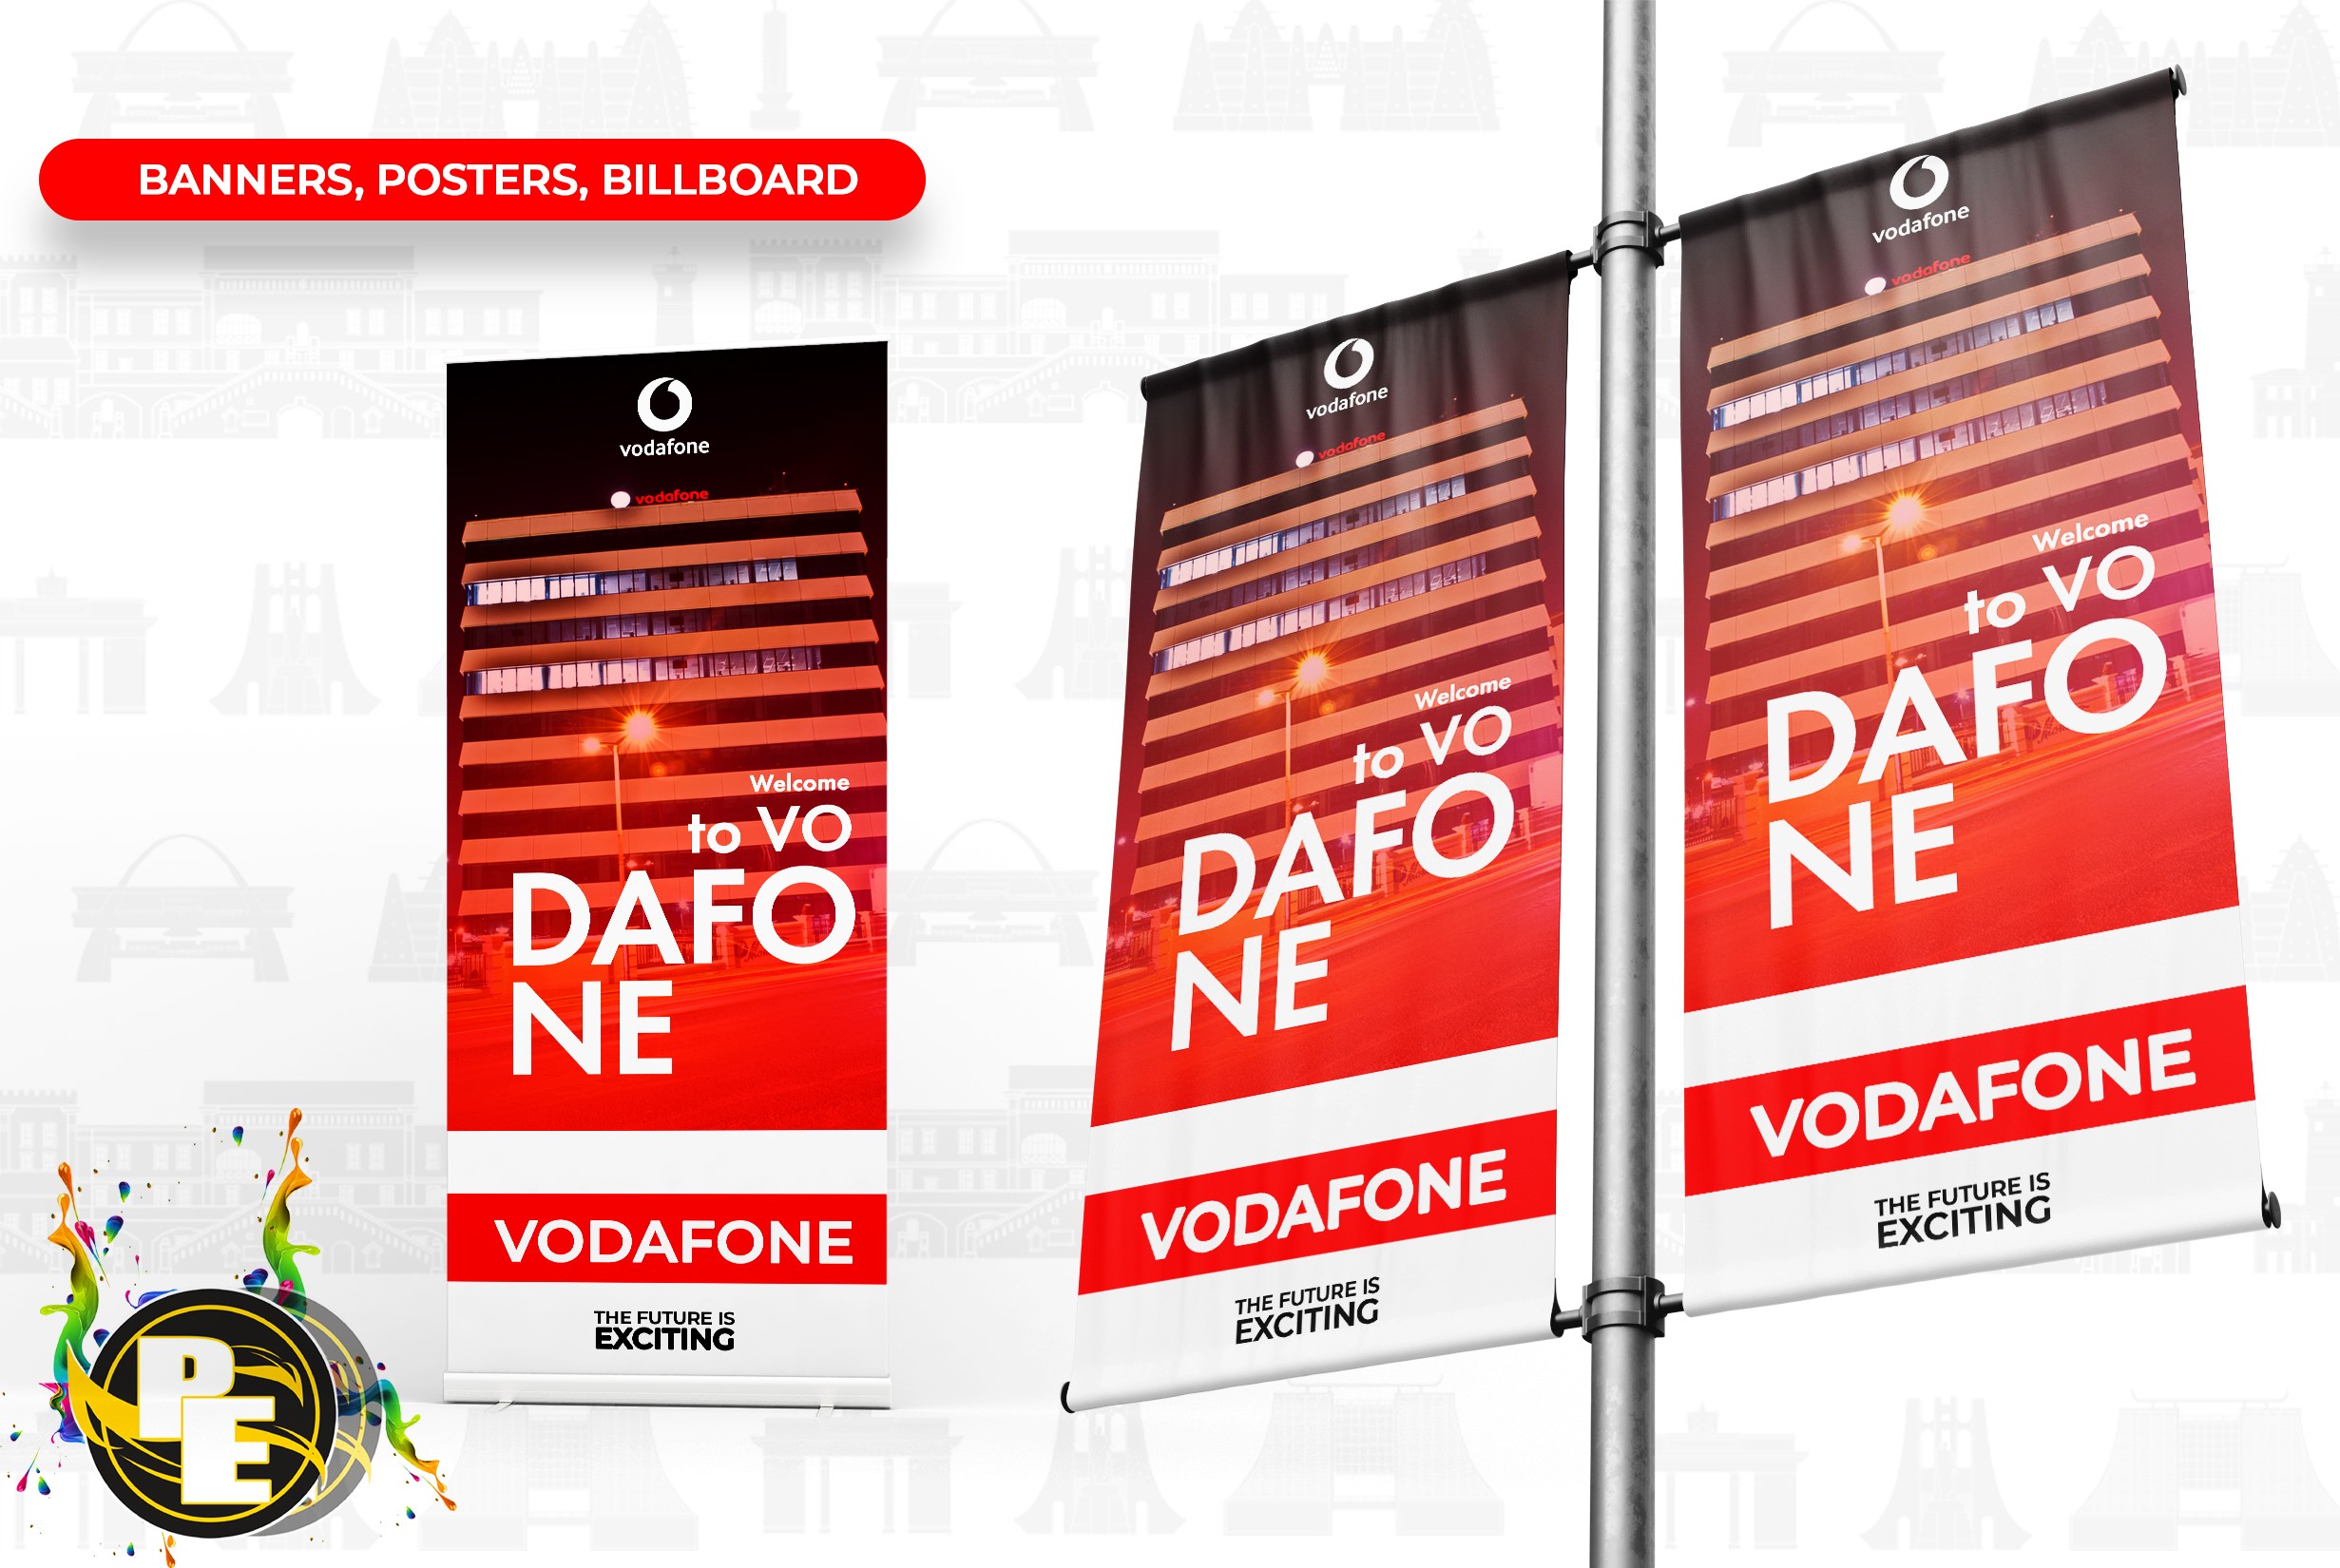 BANNERS, POSTERS, BILLBOARD
vodafone
vodafone
Welcome
to VO
DAFO
NE
VODAFONE
THE FUTURE IS
EXCITING
vodafone
vodafone
Welcome
to VO
DAFO
NE
VODAFONE
THE FUTURE IS
EXCITING
vodafone
vodafone
Welcome
to VO
DAFO
NE
VODAFONE
THE FUTURE IS
EXCITING
PE